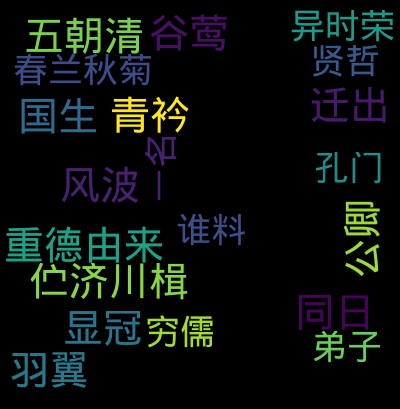 五朝清
谷莺
异时荣
春兰秋菊
贤哲
国生
青衿
迁出
一名
风波
孔门
重德由来
谁料
公卿
伫济川楫
同日
显冠
穷儒
弟子
羽翼